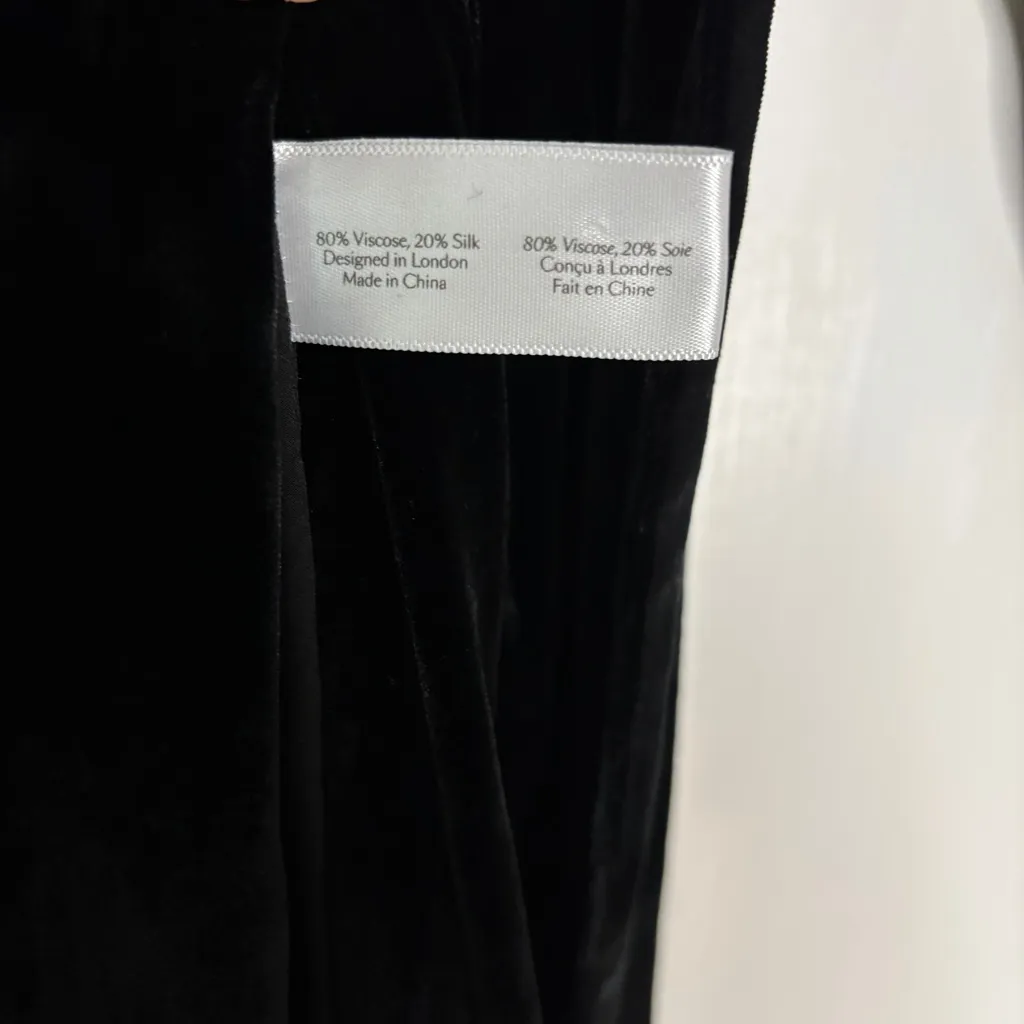 80% Viscose, 20% Silk
Designed in London
Made in China
80% Viscose, 20% Soie
Conçu à Londres
Fait en Chine